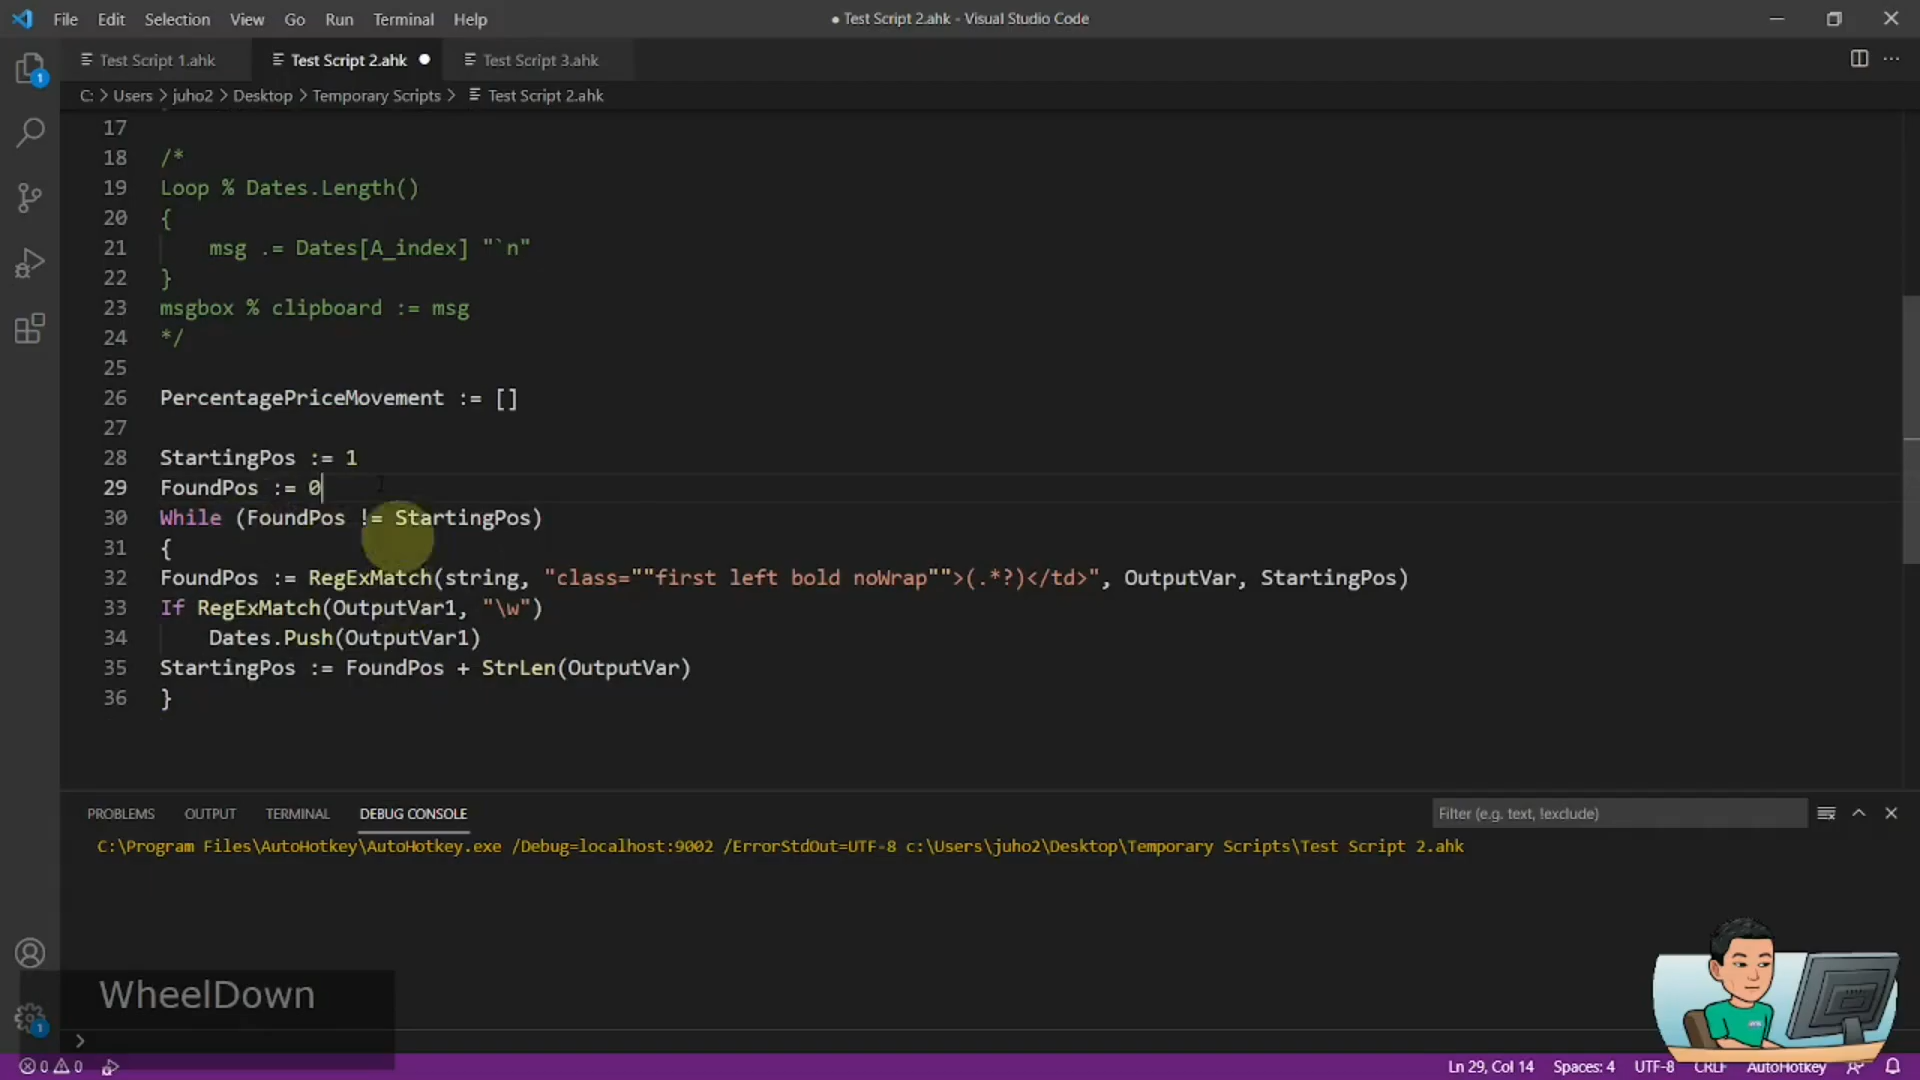 File Edit Selection View Go Run Terminal Help
● Test Script 2.ahk - Visual Studio Code
Test Script 1.ahk
Test Script 2.ahk
Test Script 3.ahk
C: > Users > juho2 > Desktop > Temporary Scripts > Test Script 2.ahk
17
18 /*
19 Loop % Dates.Length()
20 {
21 msg .= Dates[A_index] "`n"
22 }
23 msgbox % clipboard := msg
24 */
25
26 PercentagePriceMovement := []
27
28 StartingPos := 1
29 FoundPos := 0
30 While (FoundPos != StartingPos)
31 {
32 FoundPos := RegExMatch(string, "class=""first left bold noWrap"">(.*?)</td>", OutputVar, StartingPos)
33 If RegExMatch(OutputVar1, "\w")
34 Dates.Push(OutputVar1)
35 StartingPos := FoundPos + StrLen(OutputVar)
36 }
PROBLEMS OUTPUT TERMINAL DEBUG CONSOLE
Filter (e.g. text, !exclude)
C:\Program Files\AutoHotkey\AutoHotkey.exe /Debug=localhost:9002 /ErrorStdOut=UTF-8 c:\Users\juho2\Desktop\Temporary Scripts\Test Script 2.ahk
WheelDown
1
1
0 0
Ln 29, Col 14 Spaces: 4 UTF-8 CRLF AutoHotkey